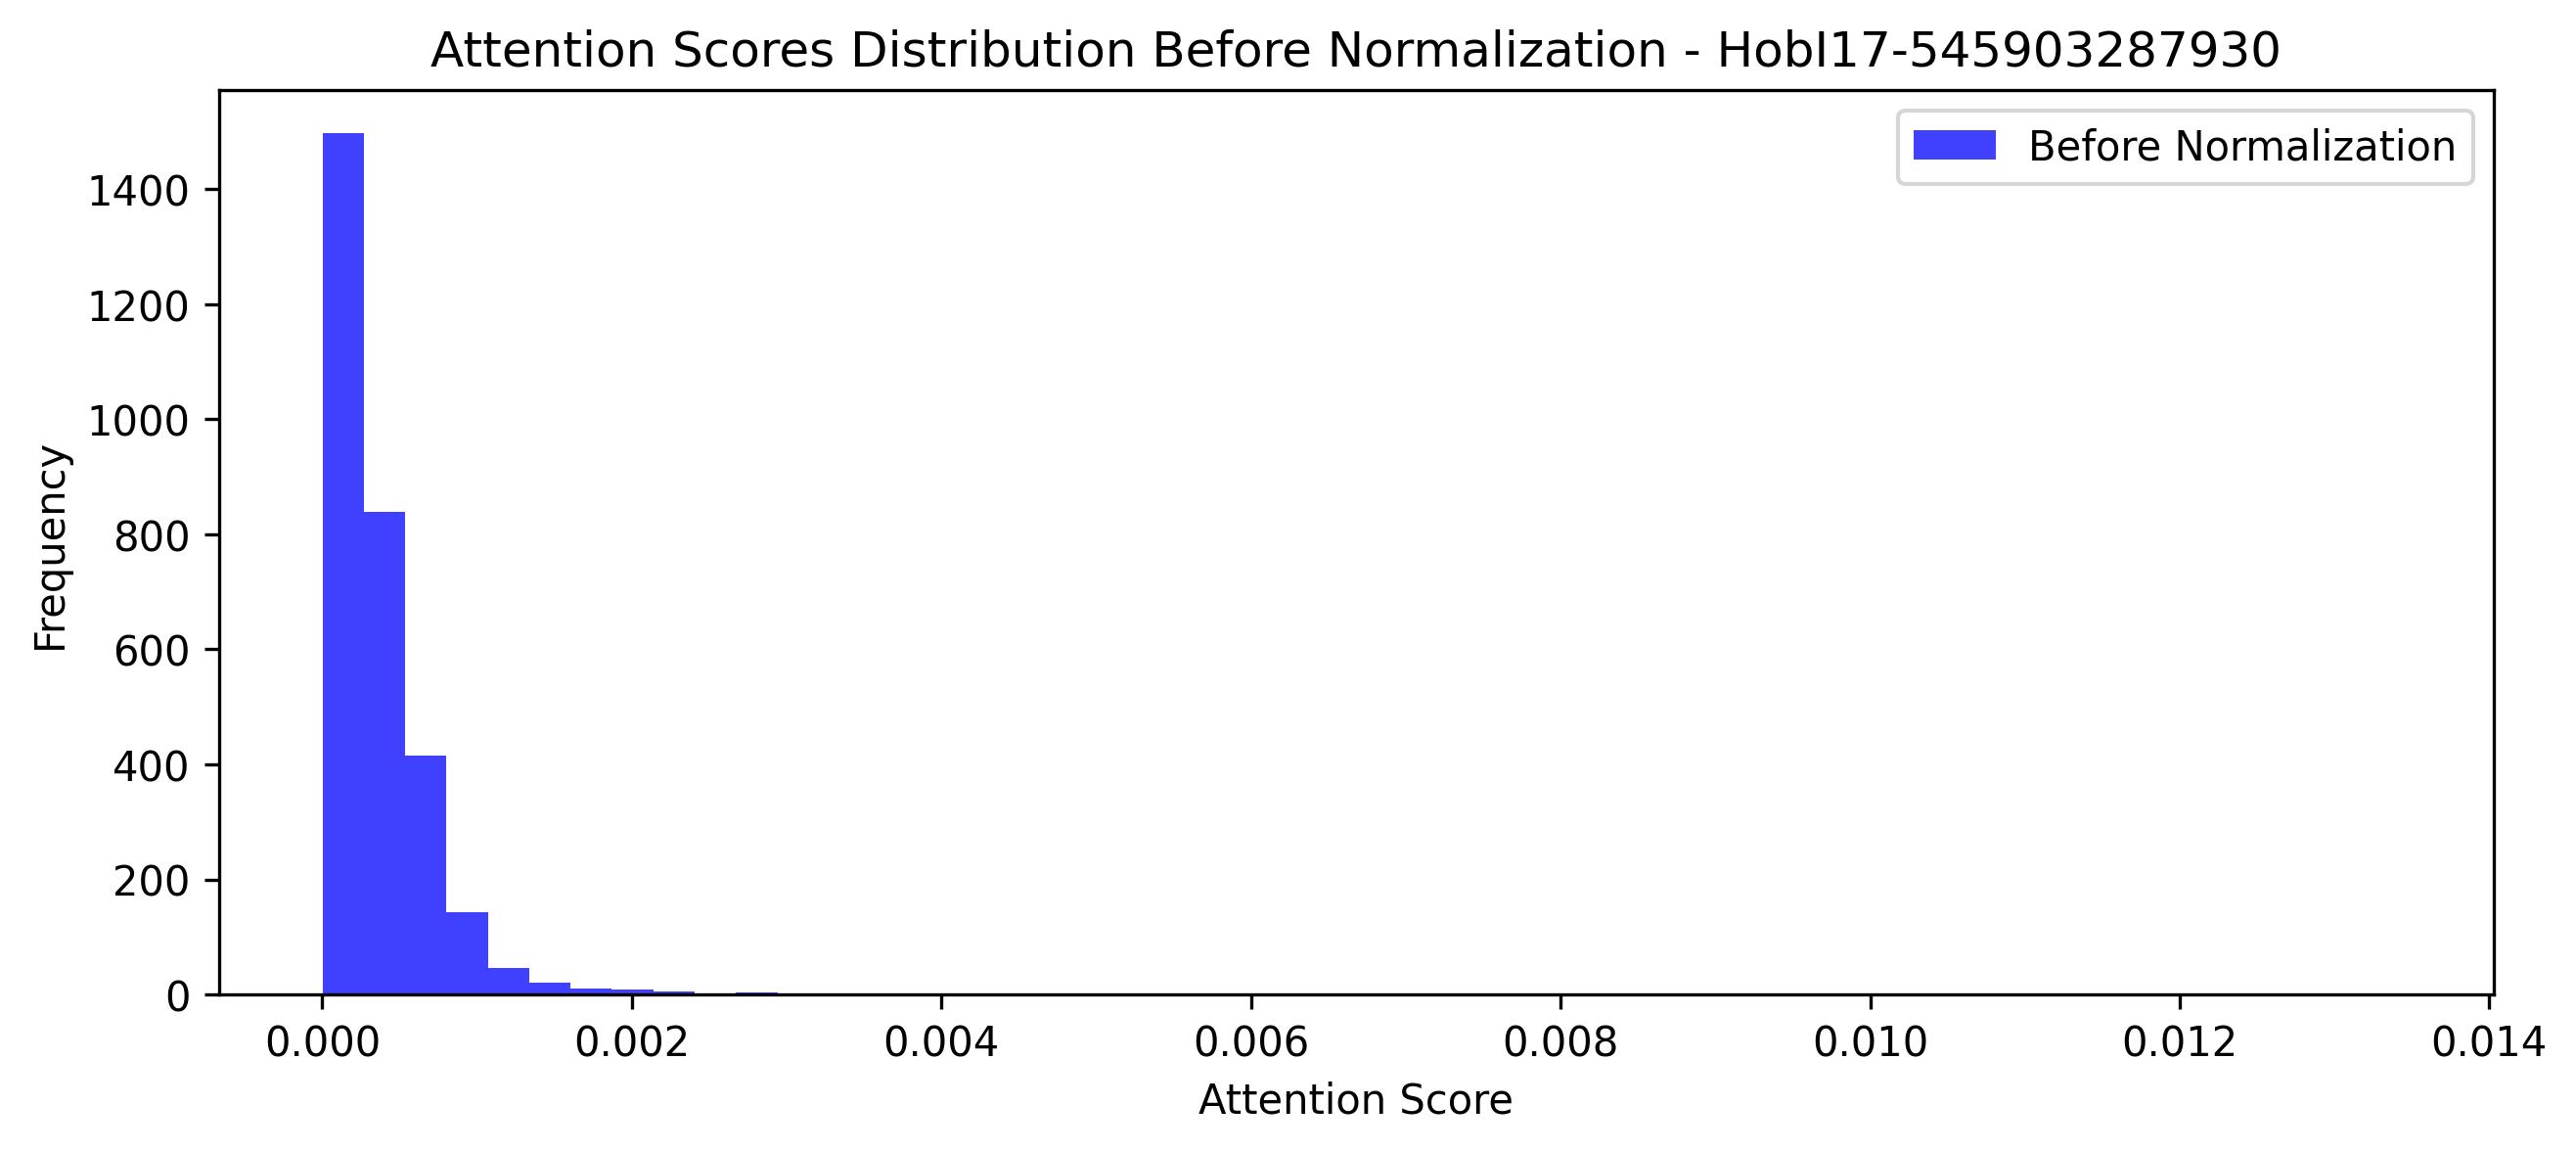 Attention Scores Distribution Before Normalization - HobI17-545903287930
Before Normalization
1400
1200
1000
800
600
400
200
0
Frequency
0.000 0.002 0.004 0.006 0.008 0.010 0.012 0.014
Attention Score